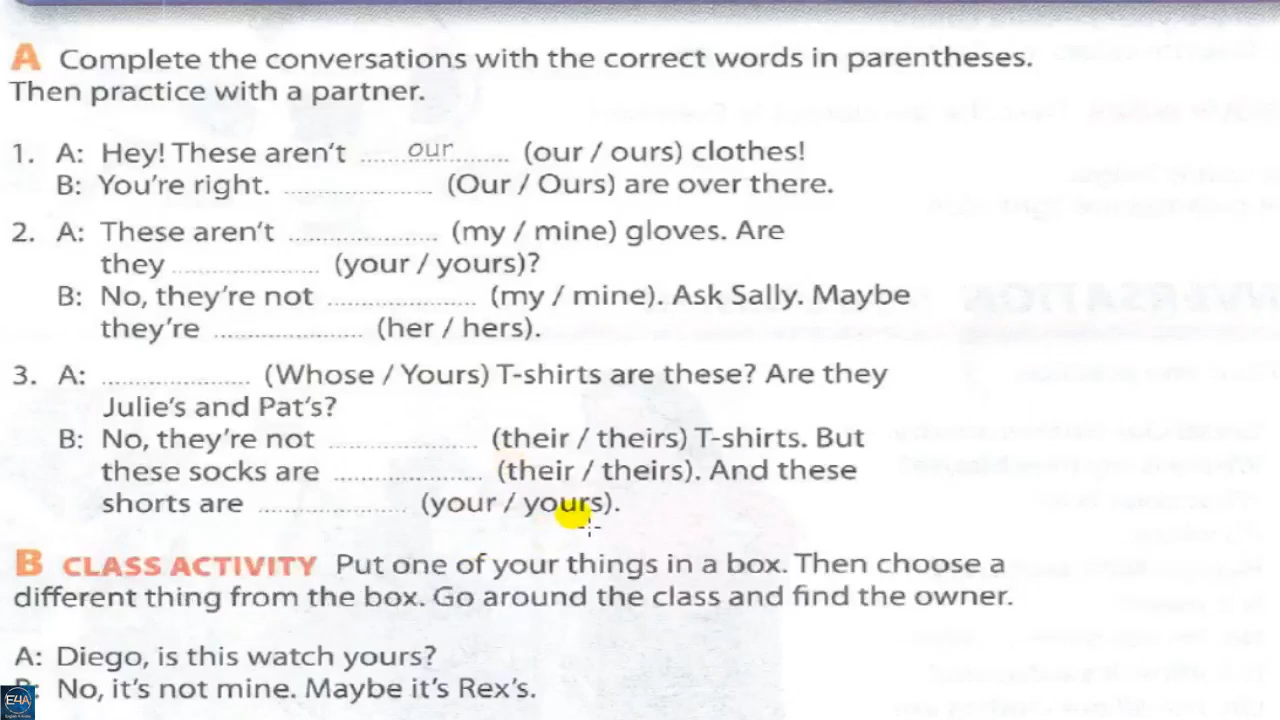 A Complete the conversations with the correct words in parentheses.
Then practice with a partner.
1. A: Hey! These aren't our (our / ours) clothes!
B: You're right. ............ (Our / Ours) are over there.
2. A: These aren't ............ (my / mine) gloves. Are
they ............ (your / yours)?
B: No, they're not ............ (my / mine). Ask Sally. Maybe
they're ............ (her / hers).
3. A: ............ (Whose / Yours) T-shirts are these? Are they
Julie's and Pat's?
B: No, they're not ............ (their / theirs) T-shirts. But
these socks are ............ (their / theirs). And these
shorts are ............ (your / yours).
B CLASS ACTIVITY Put one of your things in a box. Then choose a
different thing from the box. Go around the class and find the owner.
A: Diego, is this watch yours?
B: No, it's not mine. Maybe it's Rex's.
E4A